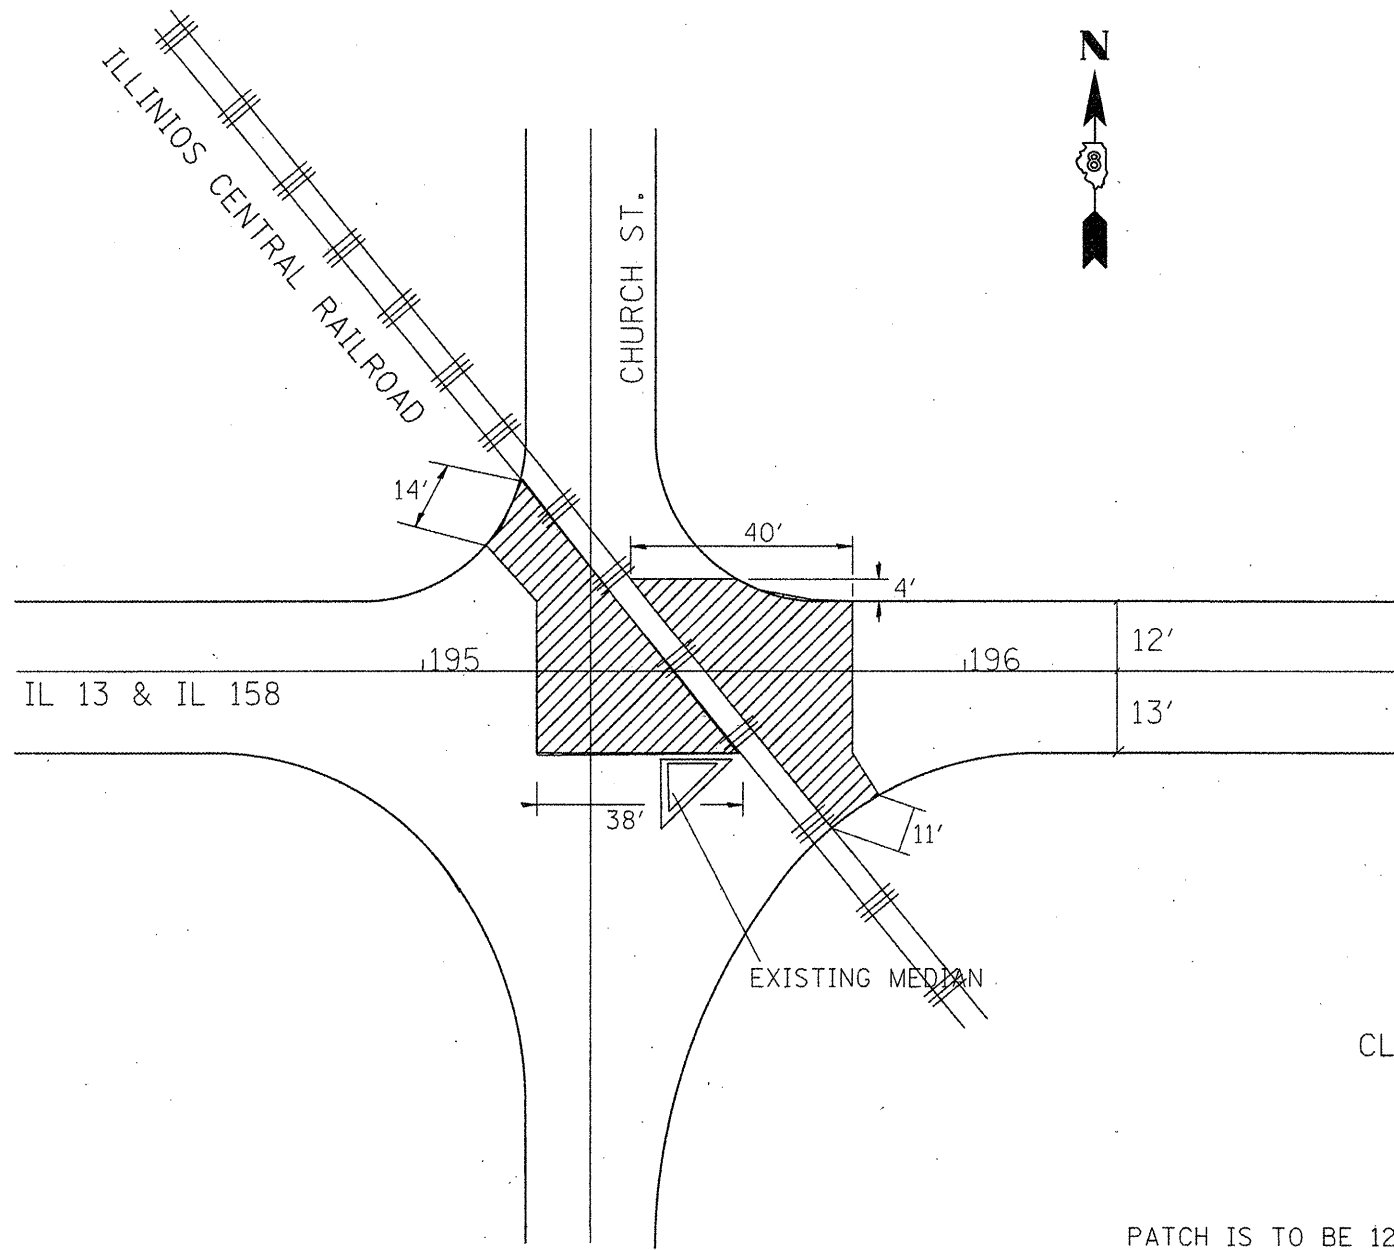 N
8
ILLINIOS CENTRAL RAILROAD
CHURCH ST.
14'
40'
4'
195
196
12'
IL 13 & IL 158
13'
38'
11'
EXISTING MEDIAN
CL
PATCH IS TO BE 12